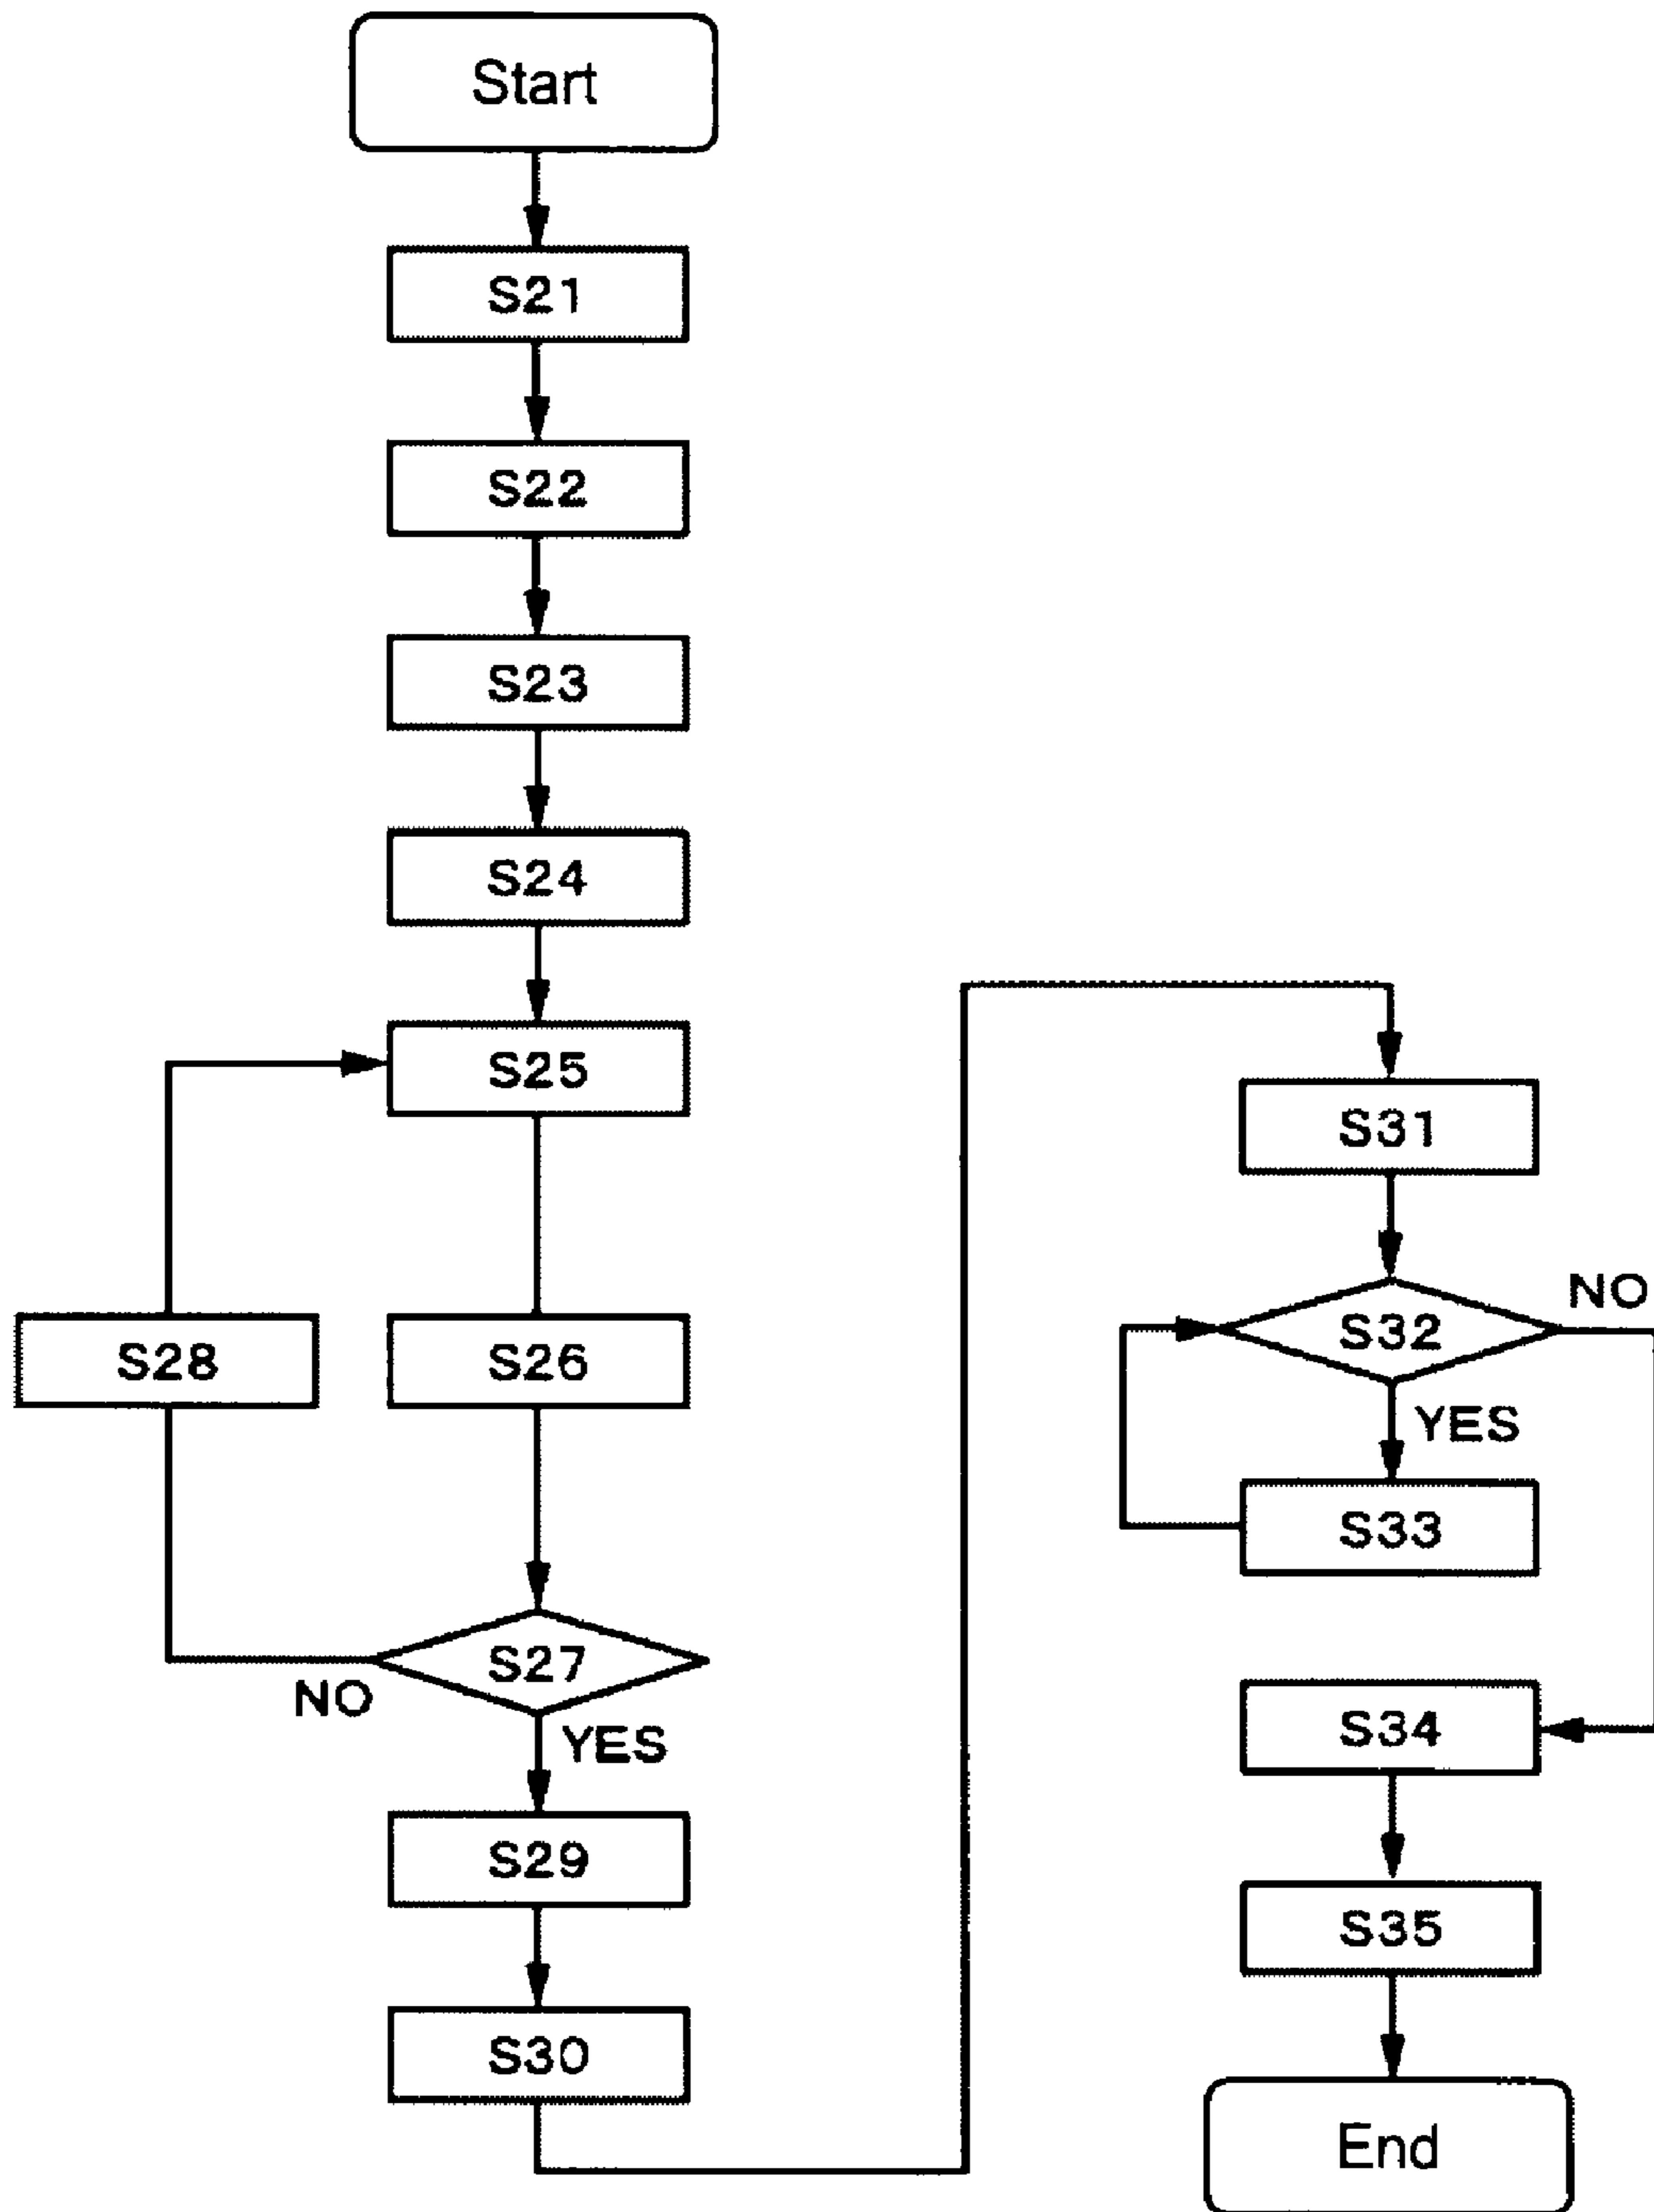 Start
S21
S22
S23
S24
S25
S28
S26
S27
NO
YES
S29
S30
S31
S32
NO
YES
S33
S34
S35
End